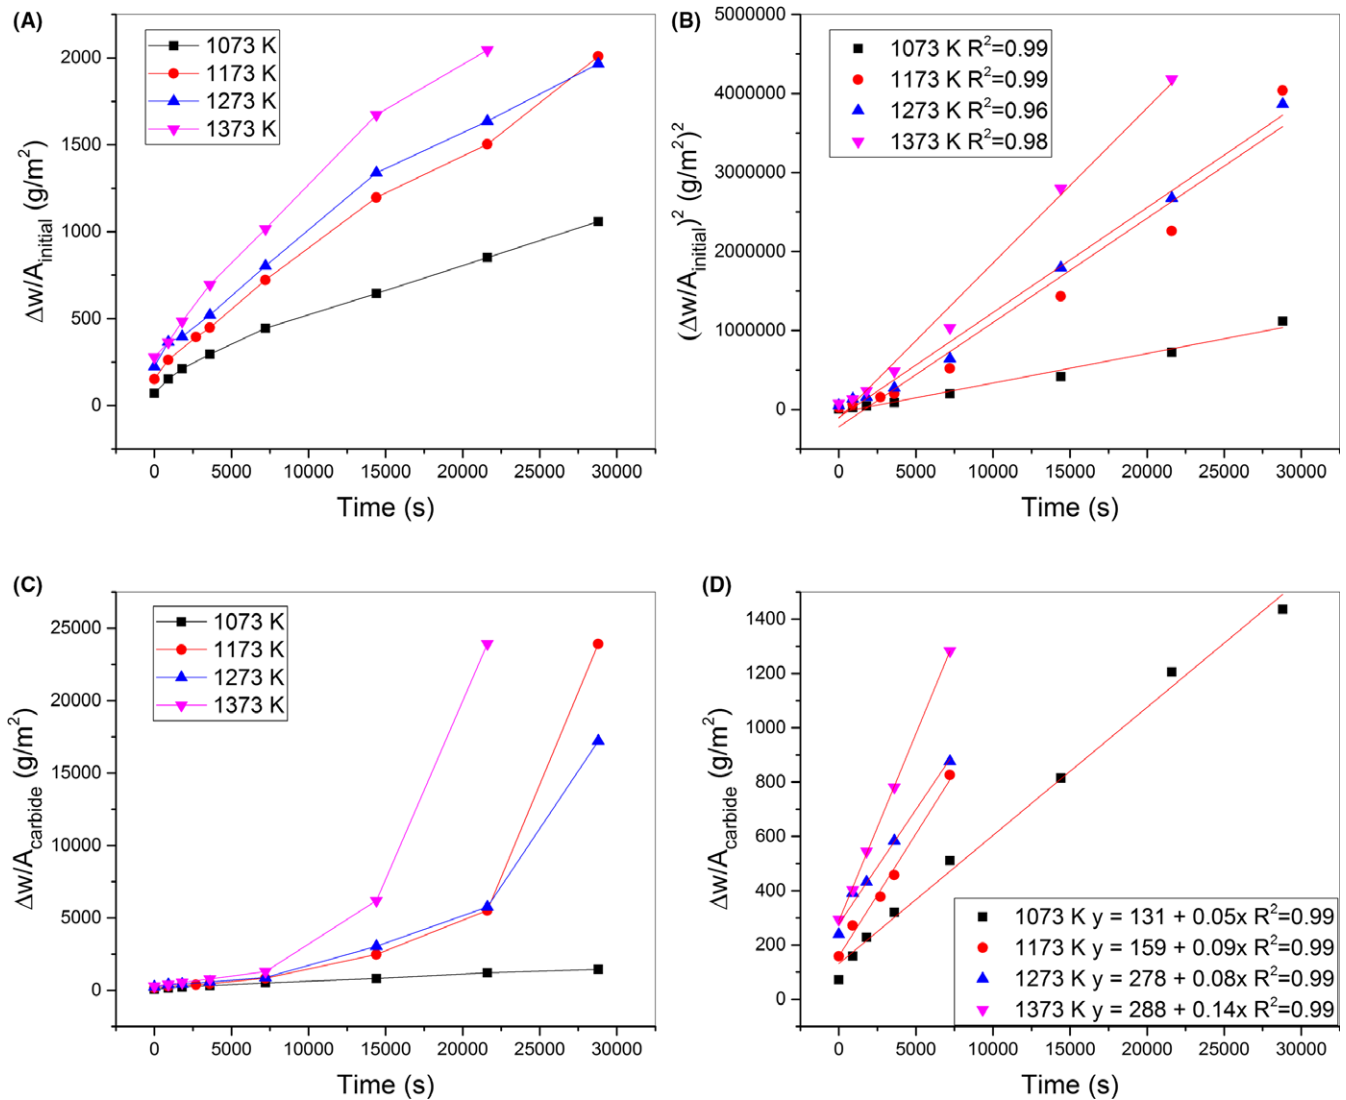 (A)
Δw/A_initial (g/m²)
2000
1500
1000
500
0
1073 K
1173 K
1273 K
1373 K
0 5000 10000 15000 20000 25000 30000
Time (s)
(B)
(Δw/A_initial)² (g/m²)²
5000000
4000000
3000000
2000000
1000000
0
1073 K R²=0.99
1173 K R²=0.99
1273 K R²=0.96
1373 K R²=0.98
0 5000 10000 15000 20000 25000 30000
Time (s)
(C)
Δw/A_carbide (g/m²)
25000
20000
15000
10000
5000
0
1073 K
1173 K
1273 K
1373 K
0 5000 10000 15000 20000 25000 30000
Time (s)
(D)
Δw/A_carbide (g/m²)
1400
1200
1000
800
600
400
200
0
1073 K y = 131 + 0.05x R²=0.99
1173 K y = 159 + 0.09x R²=0.99
1273 K y = 278 + 0.08x R²=0.99
1373 K y = 288 + 0.14x R²=0.99
0 5000 10000 15000 20000 25000 30000
Time (s)